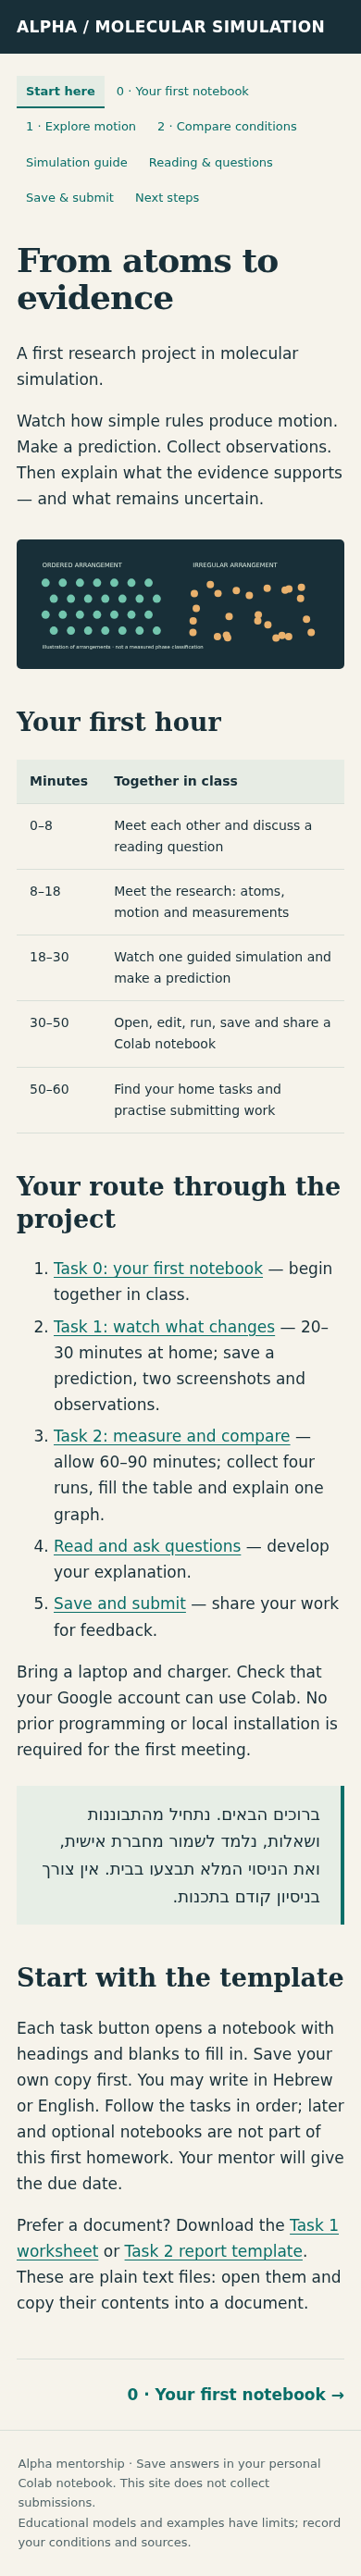 ALPHA / MOLECULAR SIMULATION
Start here
0 · Your first notebook
1 · Explore motion
2 · Compare conditions
Simulation guide
Reading & questions
Save & submit
Next steps
From atoms to
evidence
A first research project in molecular
simulation.
Watch how simple rules produce motion.
Make a prediction. Collect observations.
Then explain what the evidence supports
— and what remains uncertain.
ORDERED ARRANGEMENT
IRREGULAR ARRANGEMENT
Illustration of arrangements · not a measured phase classification
Your first hour
Minutes Together in class
0–8 Meet each other and discuss a
reading question
8–18 Meet the research: atoms,
motion and measurements
18–30 Watch one guided simulation and
make a prediction
30–50 Open, edit, run, save and share a
Colab notebook
50–60 Find your home tasks and
practise submitting work
Your route through the
project
1. Task 0: your first notebook — begin
together in class.
2. Task 1: watch what changes — 20–
30 minutes at home; save a
prediction, two screenshots and
observations.
3. Task 2: measure and compare —
allow 60–90 minutes; collect four
runs, fill the table and explain one
graph.
4. Read and ask questions — develop
your explanation.
5. Save and submit — share your work
for feedback.
Bring a laptop and charger. Check that
your Google account can use Colab. No
prior programming or local installation is
required for the first meeting.
ברוכים הבאים. נתחיל מהתבוננות
ושאלות, נלמד לשמור מחברת אישית,
ואת הניסוי המלא תבצעו בבית. אין צורך
בניסיון קודם בתכנות.
Start with the template
Each task button opens a notebook with
headings and blanks to fill in. Save your
own copy first. You may write in Hebrew
or English. Follow the tasks in order; later
and optional notebooks are not part of
this first homework. Your mentor will give
the due date.
Prefer a document? Download the Task 1
worksheet or Task 2 report template.
These are plain text files: open them and
copy their contents into a document.
0 · Your first notebook →
Alpha mentorship · Save answers in your personal
Colab notebook. This site does not collect
submissions.
Educational models and examples have limits; record
your conditions and sources.